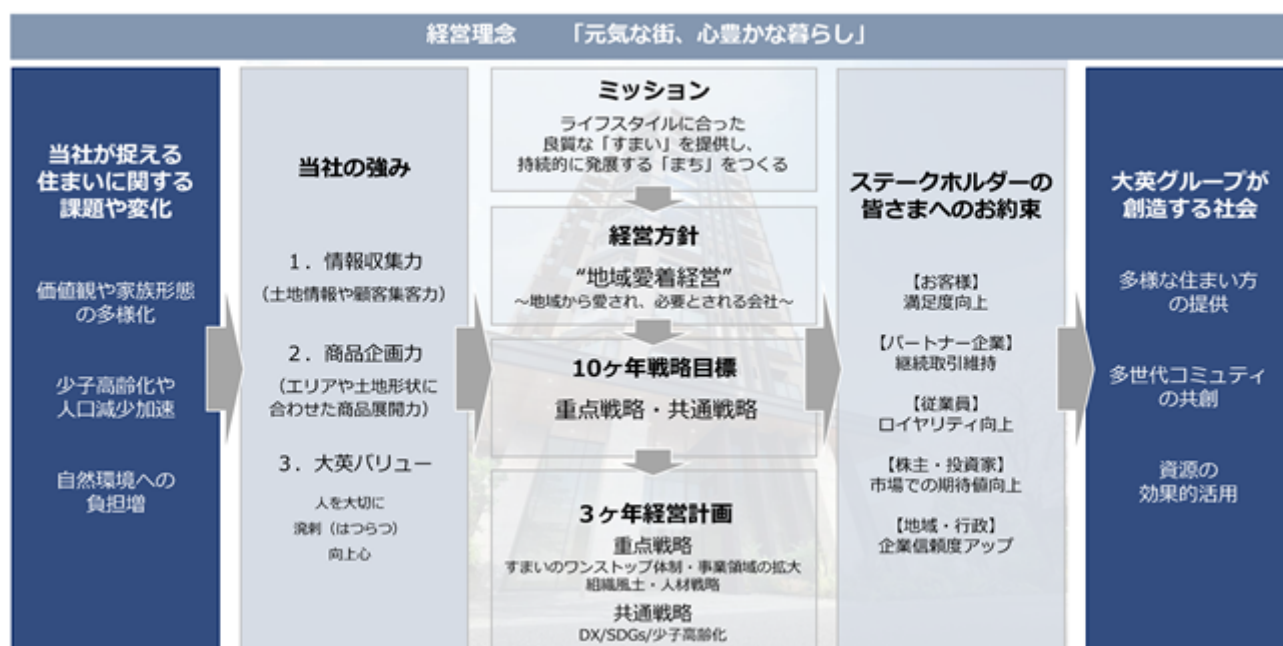 経営理念 「元気な街、心豊かな暮らし」
当社が捉える
住まいに関する
課題や変化
価値観や家族形態
の多様化
少子高齢化や
人口減少加速
自然環境への
負担増
当社の強み
1. 情報収集力
(土地情報や顧客集客力)
2. 商品企画力
(エリアや土地形状に
合わせた商品展開力)
3. 大英バリュー
人を大切に
溌剌(はつらつ)
向上心
ミッション
ライフスタイルに合った
良質な「すまい」を提供し、
持続的に発展する「まち」をつくる
経営方針
“地域愛着経営”
~地域から愛され、必要とされる会社~
10ヶ年戦略目標
重点戦略・共通戦略
3ヶ年経営計画
重点戦略
すまいのワンストップ体制・事業領域の拡大
組織風土・人材戦略
共通戦略
DX/SDGs/少子高齢化
ステークホルダーの
皆さまへのお約束
【お客様】
満足度向上
【パートナー企業】
継続取引維持
【従業員】
ロイヤリティ向上
【株主・投資家】
市場での期待値向上
【地域・行政】
企業信頼度アップ
大英グループが
創造する社会
多様な住まい方
の提供
多世代コミュティ
の共創
資源の
効果的活用